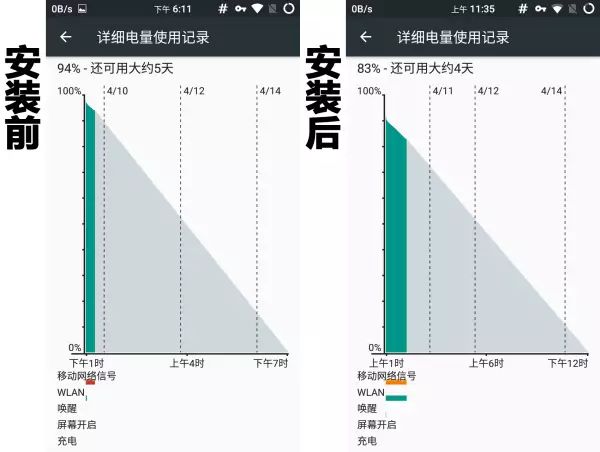 安装前
0B/s
下午 6:11
详细电量使用记录
94% - 还可用大约5天
100%
4/10
4/12
4/14
0%
下午1时
上午4时
下午7时
移动网络信号
WLAN
唤醒
屏幕开启
充电
安装后
0B/s
上午 11:35
详细电量使用记录
83% - 还可用大约4天
100%
4/11
4/12
4/14
0%
上午1时
上午6时
下午12时
移动网络信号
WLAN
唤醒
屏幕开启
充电